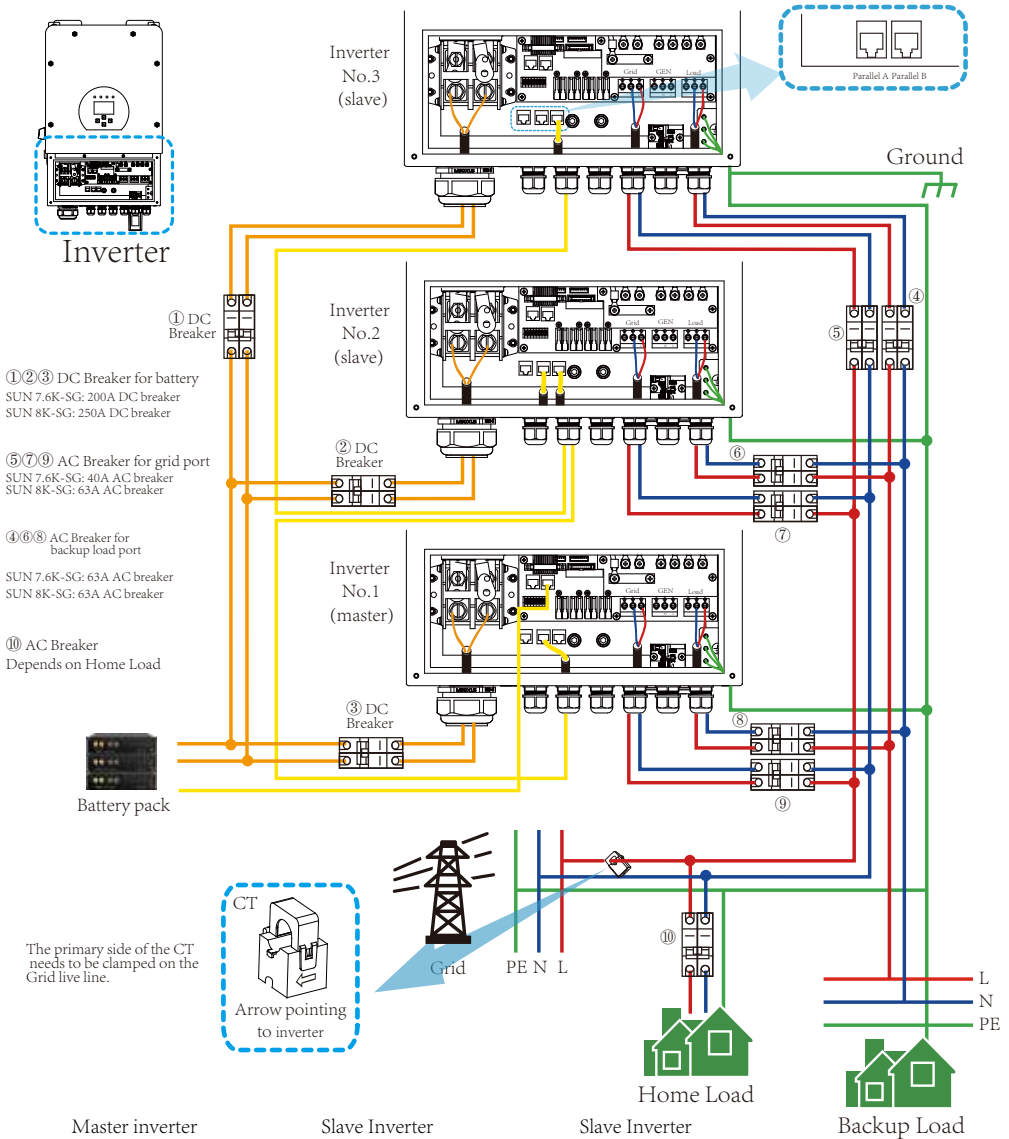 Inverter
No.3
(slave)
Grid GEN Load
Parallel A Parallel B
Ground
Inverter
① DC
Breaker
Inverter
No.2
(slave)
Grid GEN Load
④
⑤
①②③ DC Breaker for battery
SUN 7.6K-SG: 200A DC breaker
SUN 8K-SG: 250A DC breaker
② DC
Breaker
⑥
⑦
⑤⑦⑨ AC Breaker for grid port
SUN 7.6K-SG: 40A AC breaker
SUN 8K-SG: 63A AC breaker
④⑥⑧ AC Breaker for
backup load port
SUN 7.6K-SG: 63A AC breaker
SUN 8K-SG: 63A AC breaker
Inverter
No.1
(master)
Grid GEN Load
⑩ AC Breaker
Depends on Home Load
③ DC
Breaker
⑧
⑨
Battery pack
CT
The primary side of the CT
needs to be clamped on the
Grid live line.
Arrow pointing
to inverter
Grid
PE N L
⑩
L
N
PE
Home Load
Backup Load
Master inverter
Slave Inverter
Slave Inverter